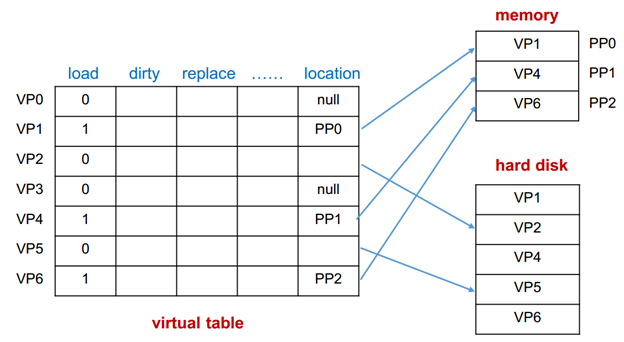 memory
VP1 PP0
VP4 PP1
VP6 PP2
load dirty replace …… location
VP0 0 null
VP1 1 PP0
VP2 0
VP3 0 null
VP4 1 PP1
VP5 0
VP6 1 PP2
virtual table
hard disk
VP1
VP2
VP4
VP5
VP6